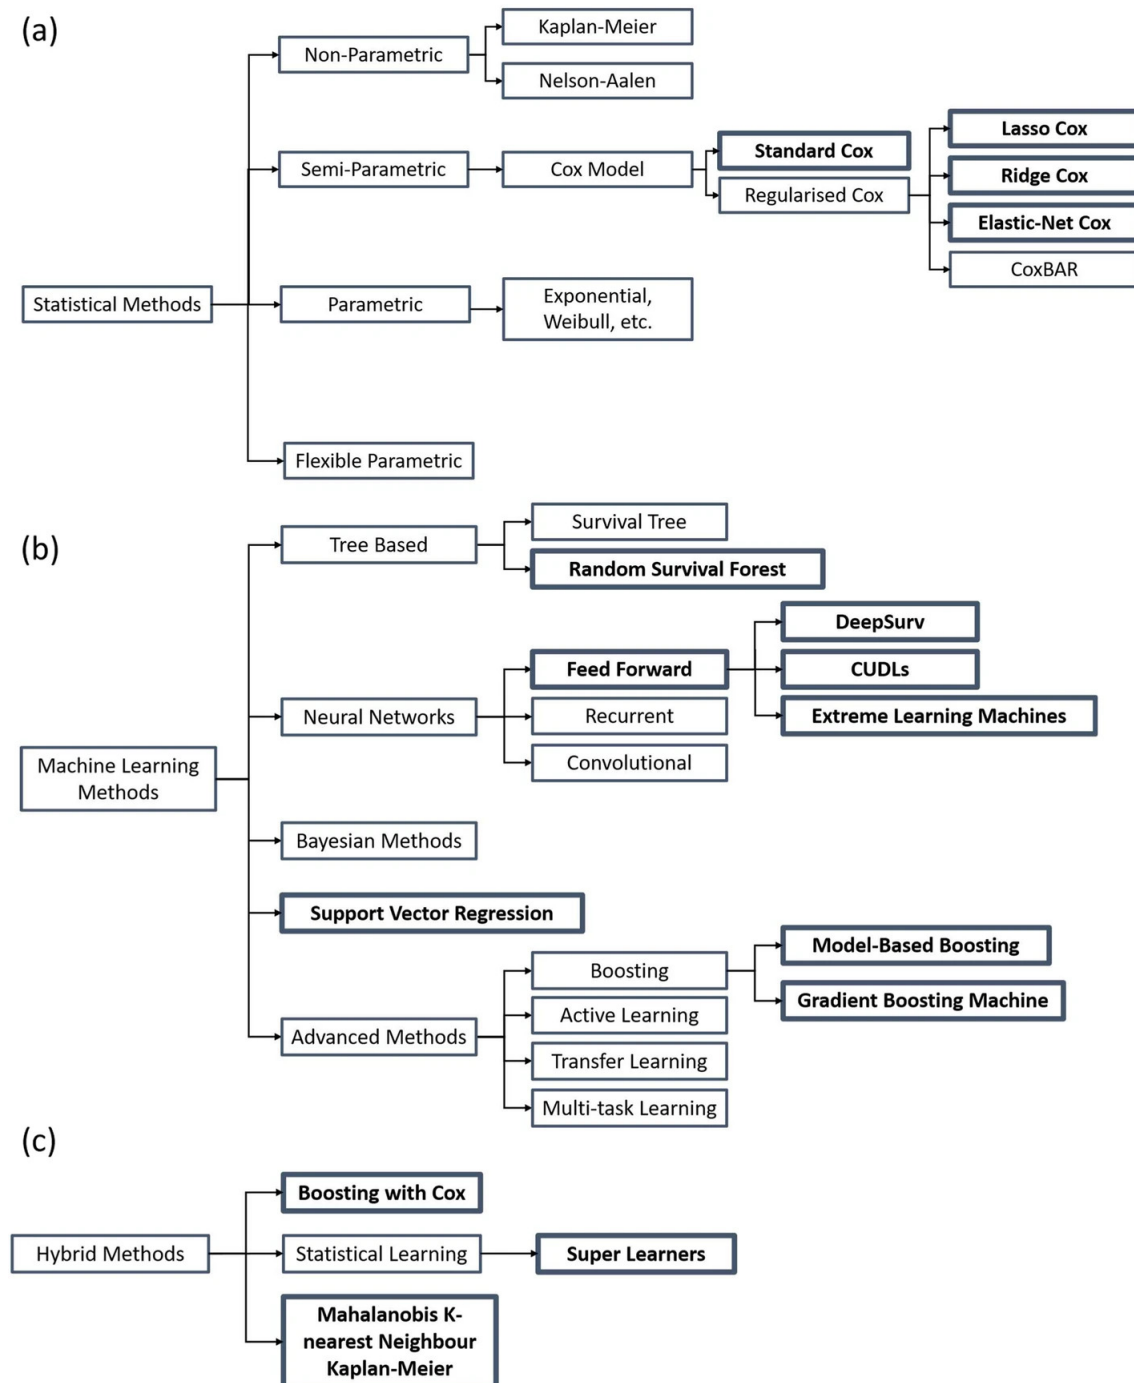 (a)
Non-Parametric
Kaplan-Meier
Nelson-Aalen
Semi-Parametric
Cox Model
Standard Cox
Regularised Cox
Lasso Cox
Ridge Cox
Elastic-Net Cox
CoxBAR
Statistical Methods
Parametric
Exponential,
Weibull, etc.
Flexible Parametric
(b)
Tree Based
Survival Tree
Random Survival Forest
Neural Networks
Feed Forward
Recurrent
Convolutional
DeepSurv
CUDLs
Extreme Learning Machines
Machine Learning
Methods
Bayesian Methods
Support Vector Regression
Advanced Methods
Boosting
Active Learning
Transfer Learning
Multi-task Learning
Model-Based Boosting
Gradient Boosting Machine
(c)
Boosting with Cox
Hybrid Methods
Statistical Learning
Super Learners
Mahalanobis K-
nearest Neighbour
Kaplan-Meier